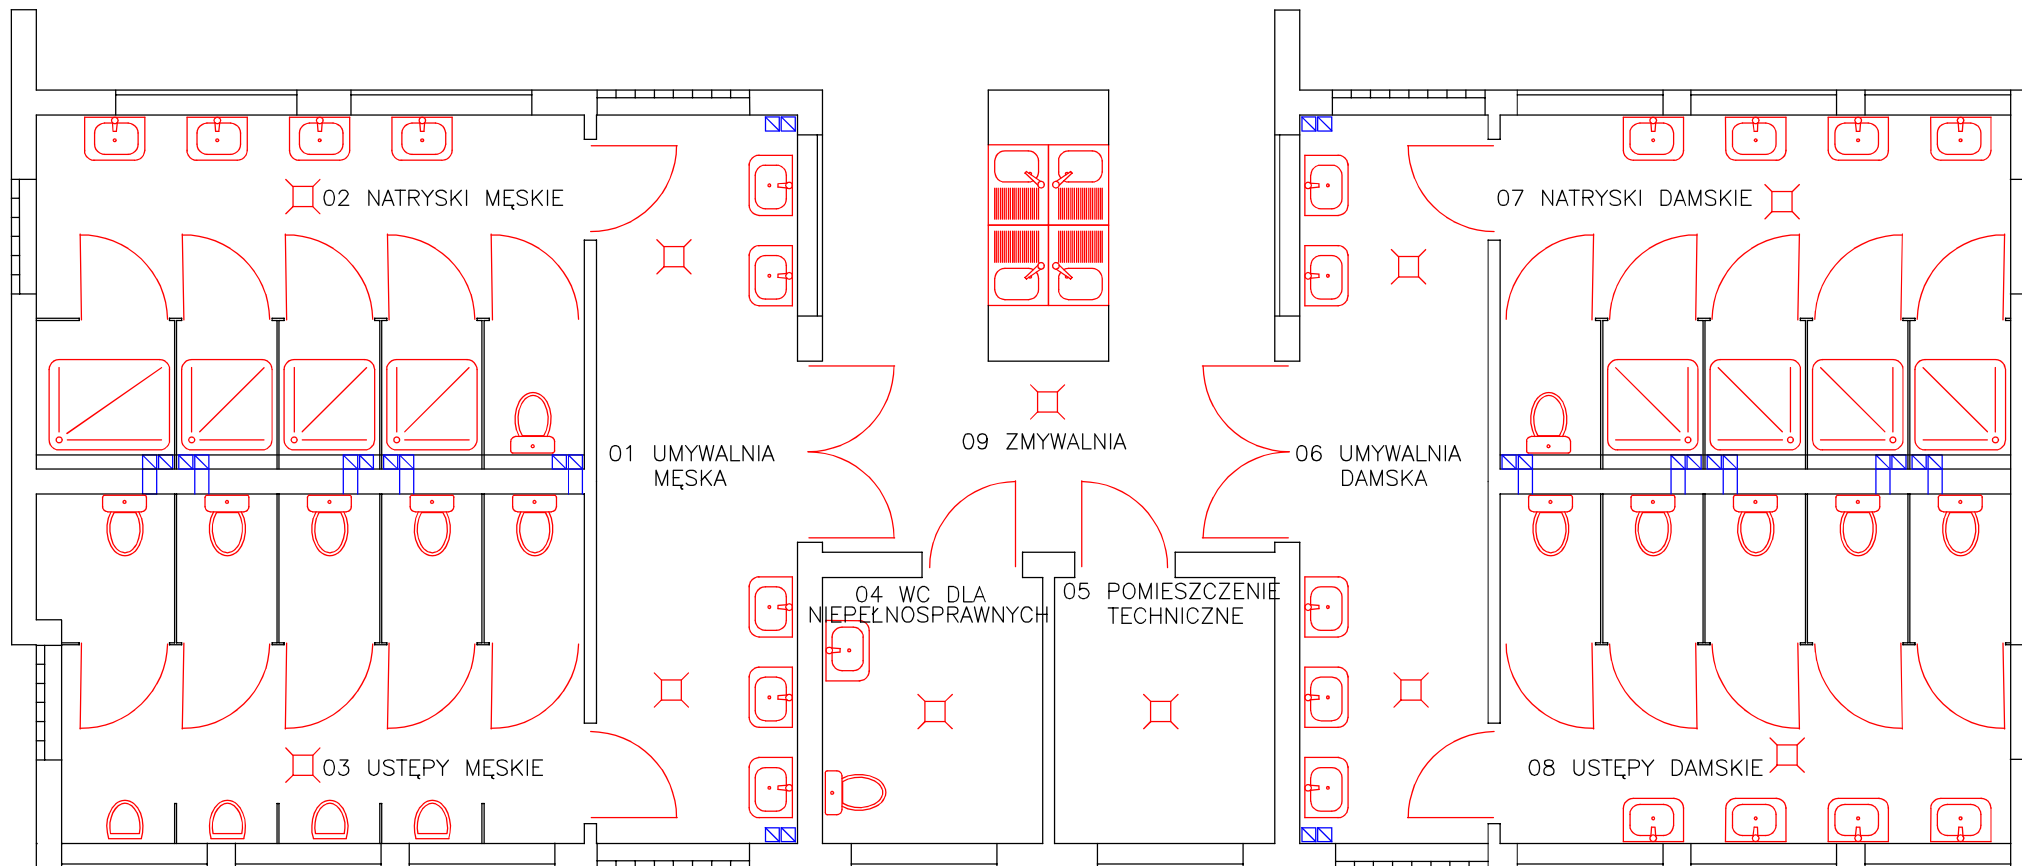 02 NATRYSKI MĘSKIE
07 NATRYSKI DAMSKIE
01 UMYWALNIA
MĘSKA
09 ZMYWALNIA
06 UMYWALNIA
DAMSKA
04 WC DLA
NIEPEŁNOSPRAWNYCH
05 POMIESZCZENIE
TECHNICZNE
03 USTĘPY MĘSKIE
08 USTĘPY DAMSKIE